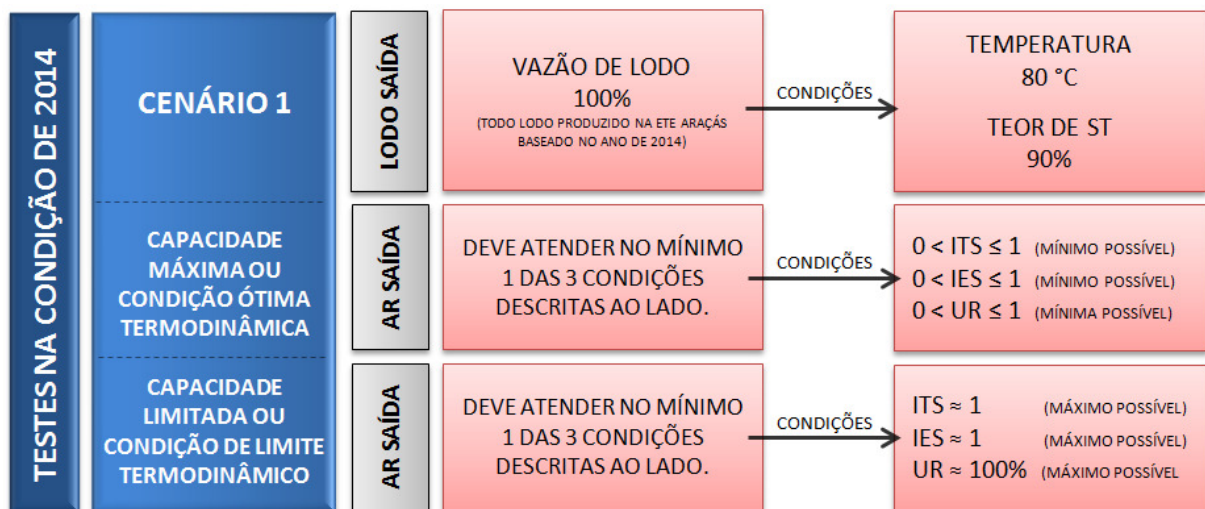 TESTES NA CONDIÇÃO DE 2014
CENÁRIO 1
LODO SAÍDA
VAZÃO DE LODO
100%
(TODO LODO PRODUZIDO NA ETE ARAÇÁS
BASEADO NO ANO DE 2014)
CONDIÇÕES
TEMPERATURA
80 °C
TEOR DE ST
90%
CAPACIDADE
MÁXIMA OU
CONDIÇÃO ÓTIMA
TERMODINÂMICA
AR SAÍDA
DEVE ATENDER NO MÍNIMO
1 DAS 3 CONDIÇÕES
DESCRITAS AO LADO.
CONDIÇÕES
0 < ITS ≤ 1 (MÍNIMO POSSÍVEL)
0 < IES ≤ 1 (MÍNIMO POSSÍVEL)
0 < UR ≤ 1 (MÍNIMA POSSÍVEL)
CAPACIDADE
LIMITADA OU
CONDIÇÃO DE LIMITE
TERMODINÂMICO
AR SAÍDA
DEVE ATENDER NO MÍNIMO
1 DAS 3 CONDIÇÕES
DESCRITAS AO LADO.
CONDIÇÕES
ITS ≈ 1 (MÁXIMO POSSÍVEL)
IES ≈ 1 (MÁXIMO POSSÍVEL)
UR ≈ 100% (MÁXIMO POSSÍVEL